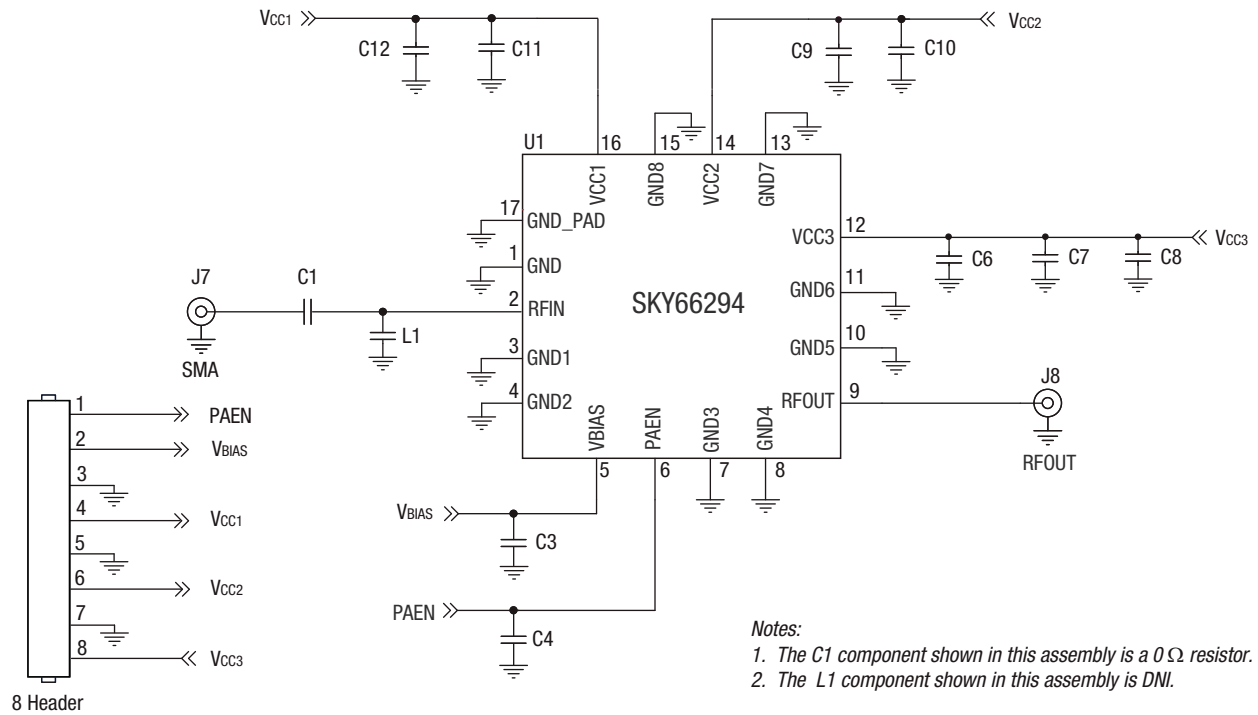 VCC1
VCC2
C12
C11
C9
C10
U1
16
15
14
13
VCC1
GND8
VCC2
GND7
17
GND_PAD
1
GND
2
RFIN
3
GND1
4
GND2
SKY66294
VCC3
12
VCC3
C6
C7
C8
GND6
11
GND5
10
RFOUT
9
J8
RFOUT
J7
SMA
C1
L1
VBIAS
PAEN
GND3
GND4
5
6
7
8
VBIAS
C3
PAEN
C4
1
PAEN
2
VBIAS
3
4
VCC1
5
6
VCC2
7
8
VCC3
8 Header
Notes:
1. The C1 component shown in this assembly is a 0 Ω resistor.
2. The L1 component shown in this assembly is DNI.